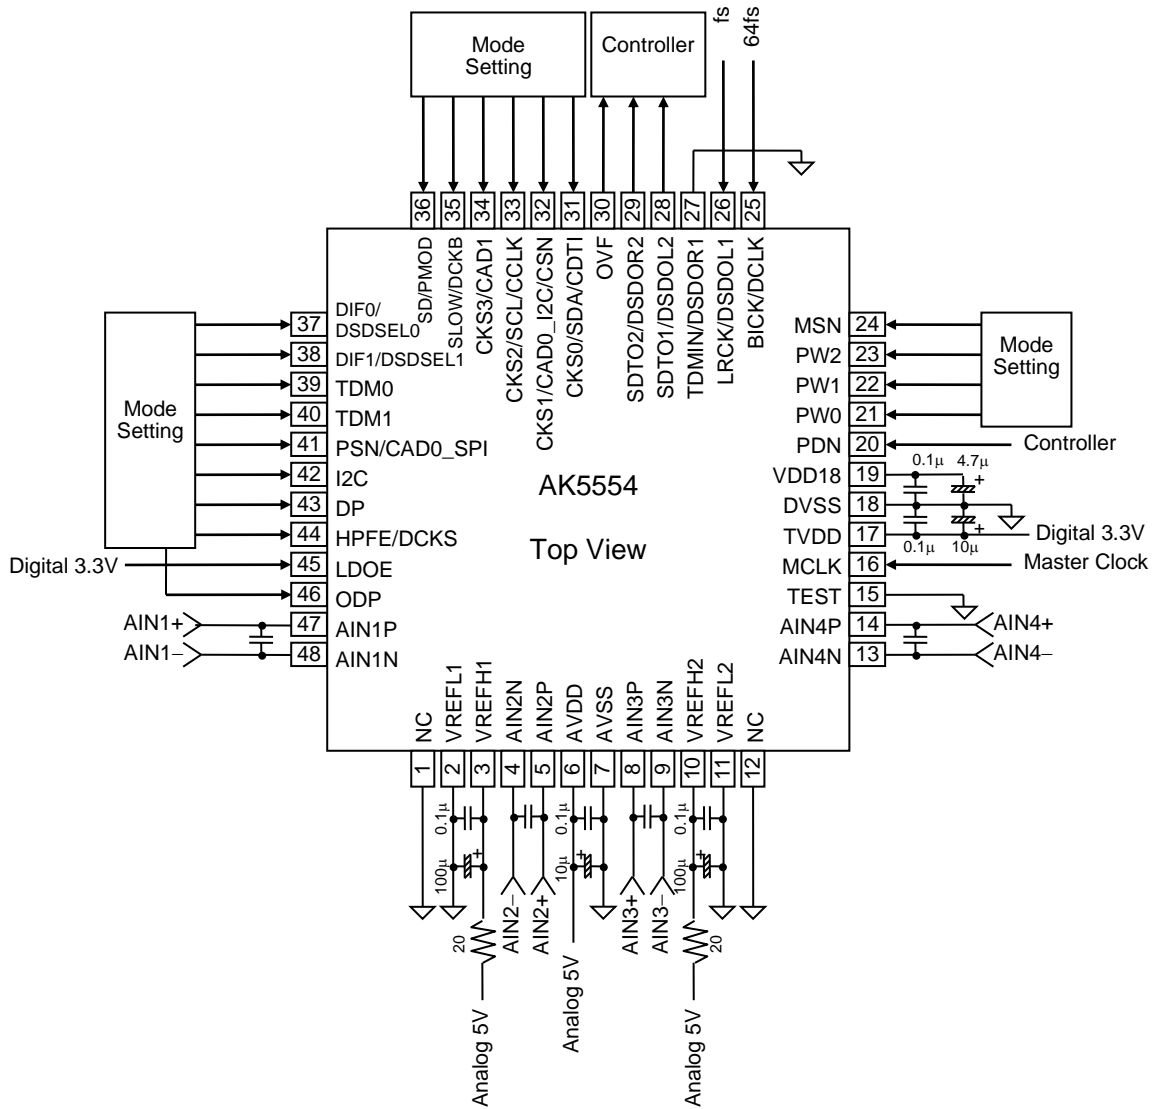 Mode
Setting
Controller
fs
64fs
36
35
34
33
32
31
30
29
28
27
26
25
SD/PMOD
SLOW/DCKB
CKS3/CAD1
CKS2/SCL/CCLK
CKS1/CAD0_I2C/CSN
CKS0/SDA/CDTI
OVF
SDTO2/DSDOR2
SDTO1/DSDOL2
TDMIN/DSDOR1
LRCK/DSDOL1
BICK/DCLK
Mode
Setting
37
DIF0/
DSDSEL0
38
DIF1/DSDSEL1
39
TDM0
40
TDM1
41
PSN/CAD0_SPI
42
I2C
43
DP
44
HPFE/DCKS
Digital 3.3V
45
LDOE
46
ODP
AIN1+
47
AIN1P
AIN1−
48
AIN1N
AK5554
Top View
MSN
24
PW2
23
PW1
22
PW0
21
Mode
Setting
PDN
20
Controller
VDD18
19
0.1μ
4.7μ
+
DVSS
18
TVDD
17
0.1μ
10μ
+
Digital 3.3V
MCLK
16
Master Clock
TEST
15
AIN4P
14
AIN4+
AIN4N
13
AIN4−
NC
VREFL1
VREFH1
AIN2N
AIN2P
AVDD
AVSS
AIN3P
AIN3N
VREFH2
VREFL2
NC
1
2
3
4
5
6
7
8
9
10
11
12
0.1μ
0.1μ
0.1μ
100μ
+
10μ
+
100μ
+
AIN2−
AIN2+
AIN3+
AIN3−
20
20
Analog 5V
Analog 5V
Analog 5V